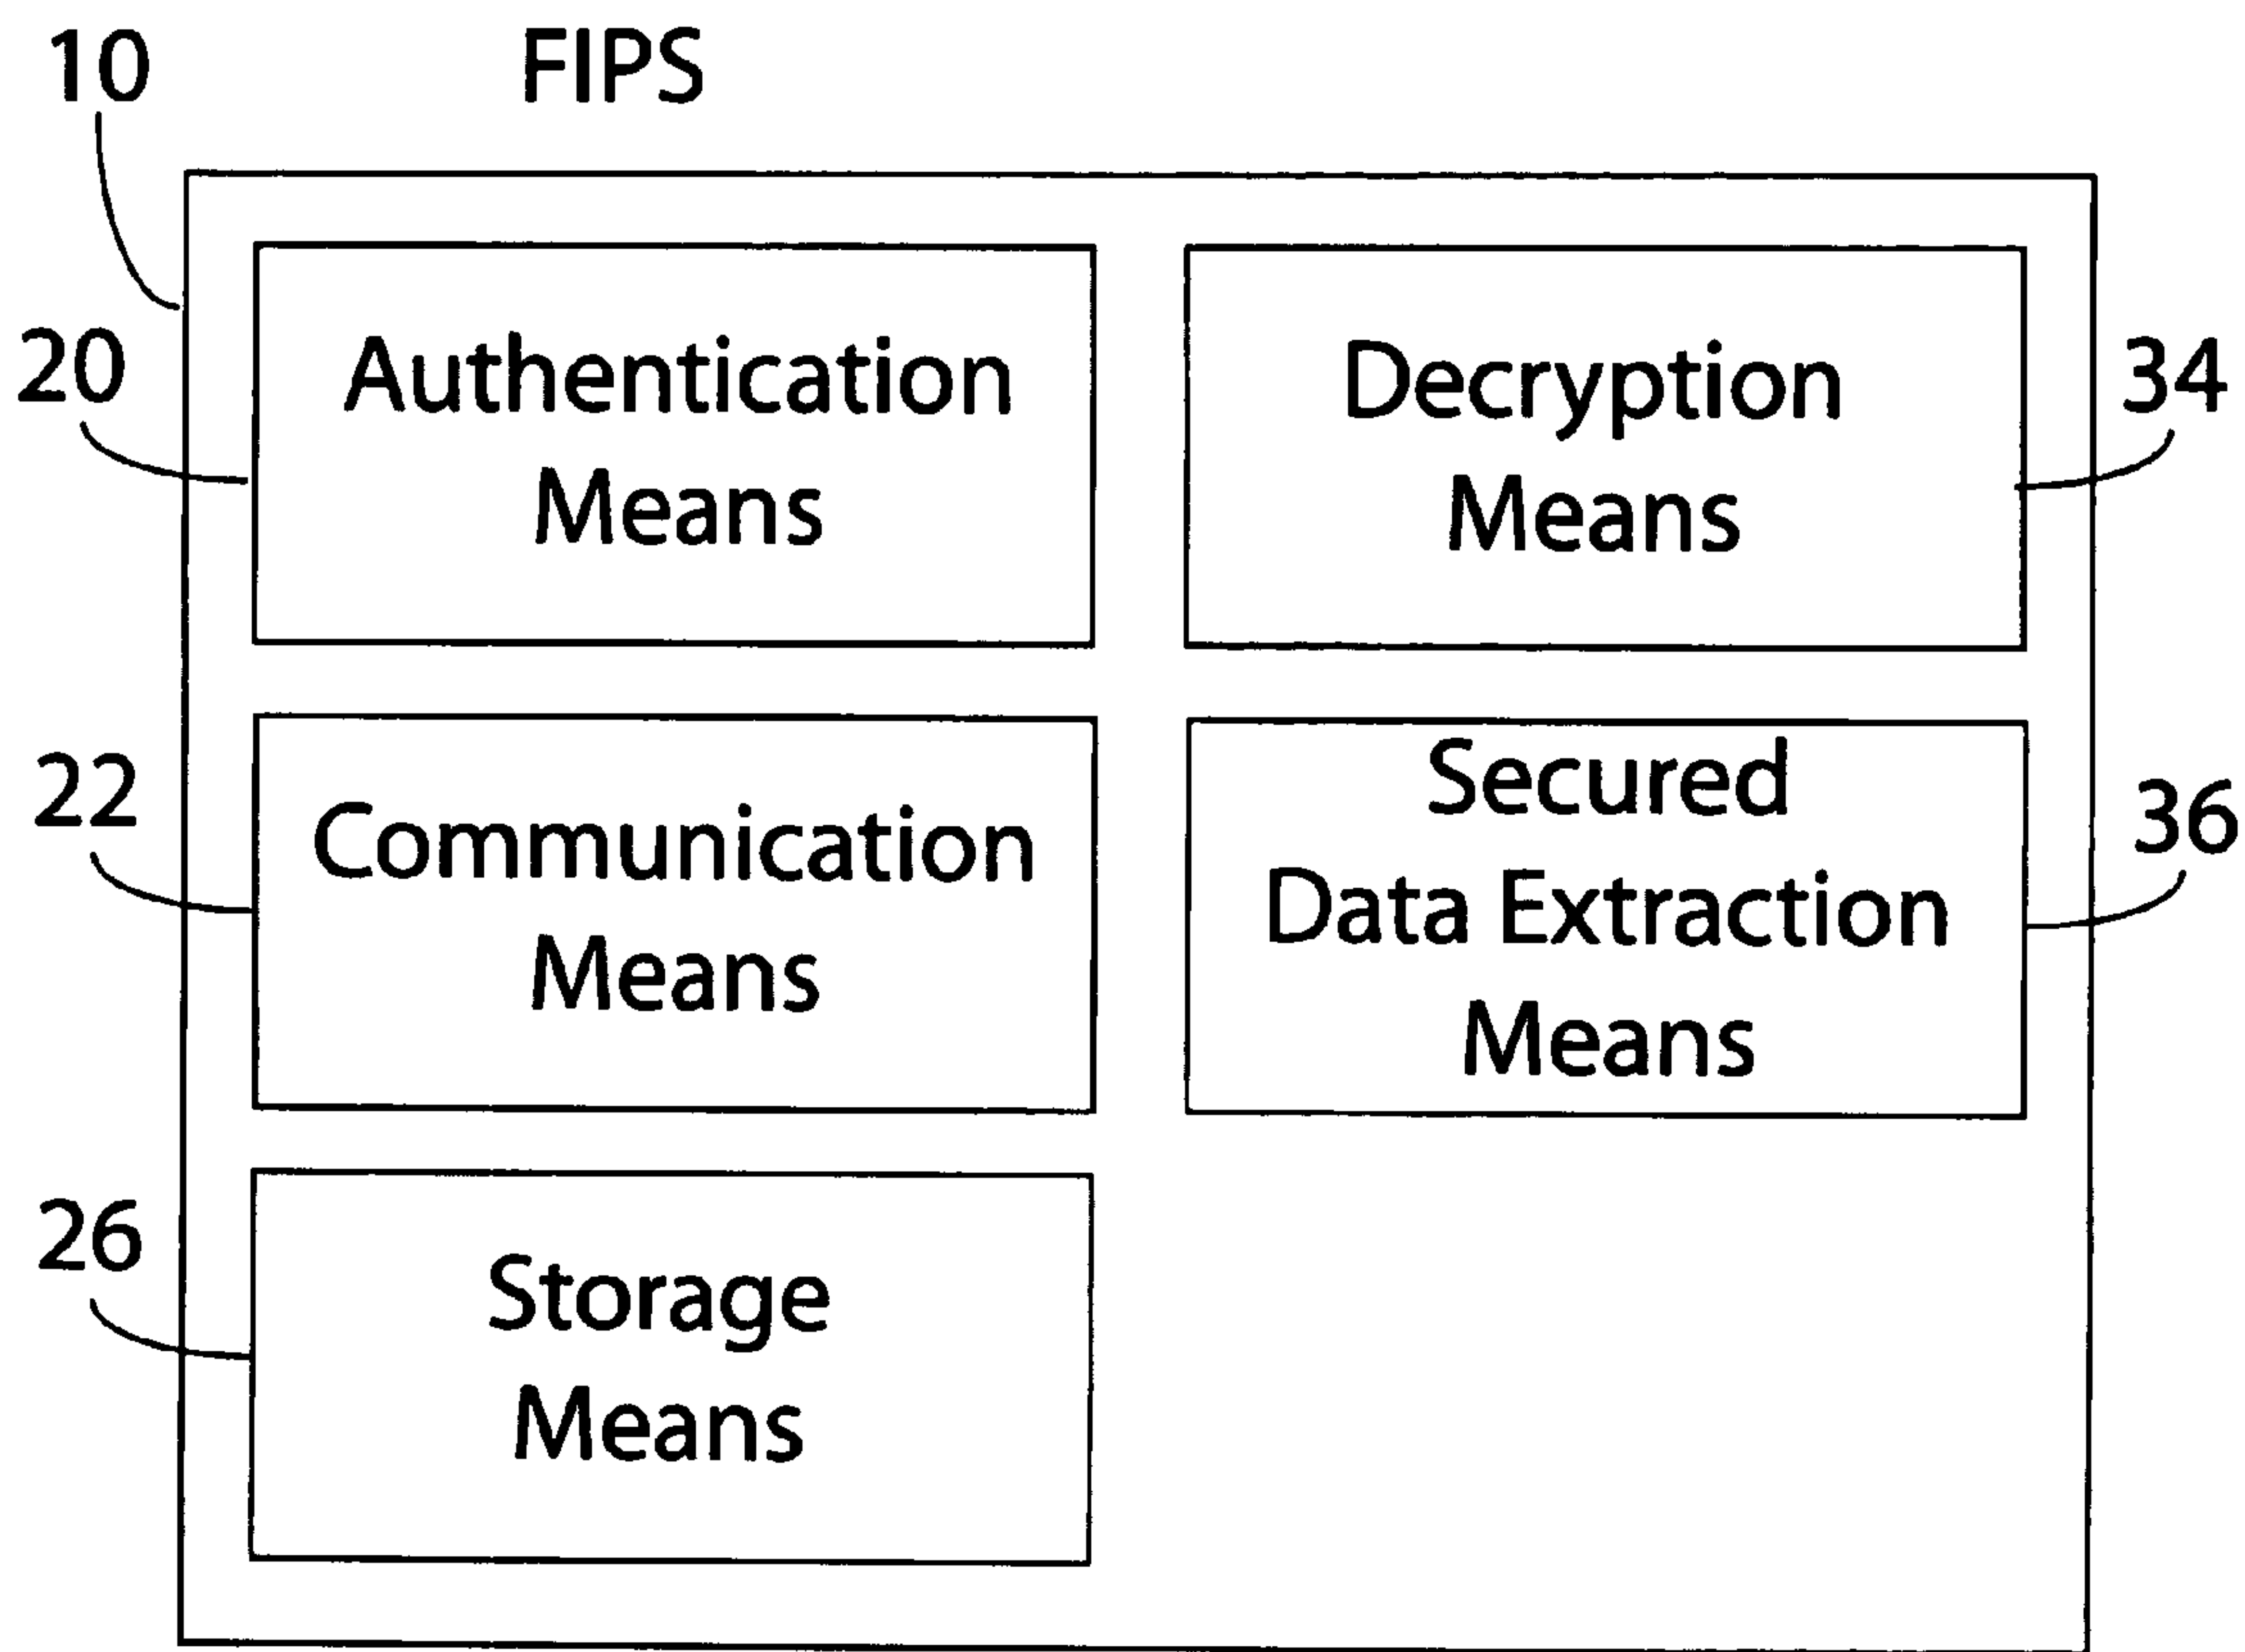 10
FIPS
20
Authentication
Means
Decryption
Means
34
22
Communication
Means
Secured
Data Extraction
Means
36
26
Storage
Means